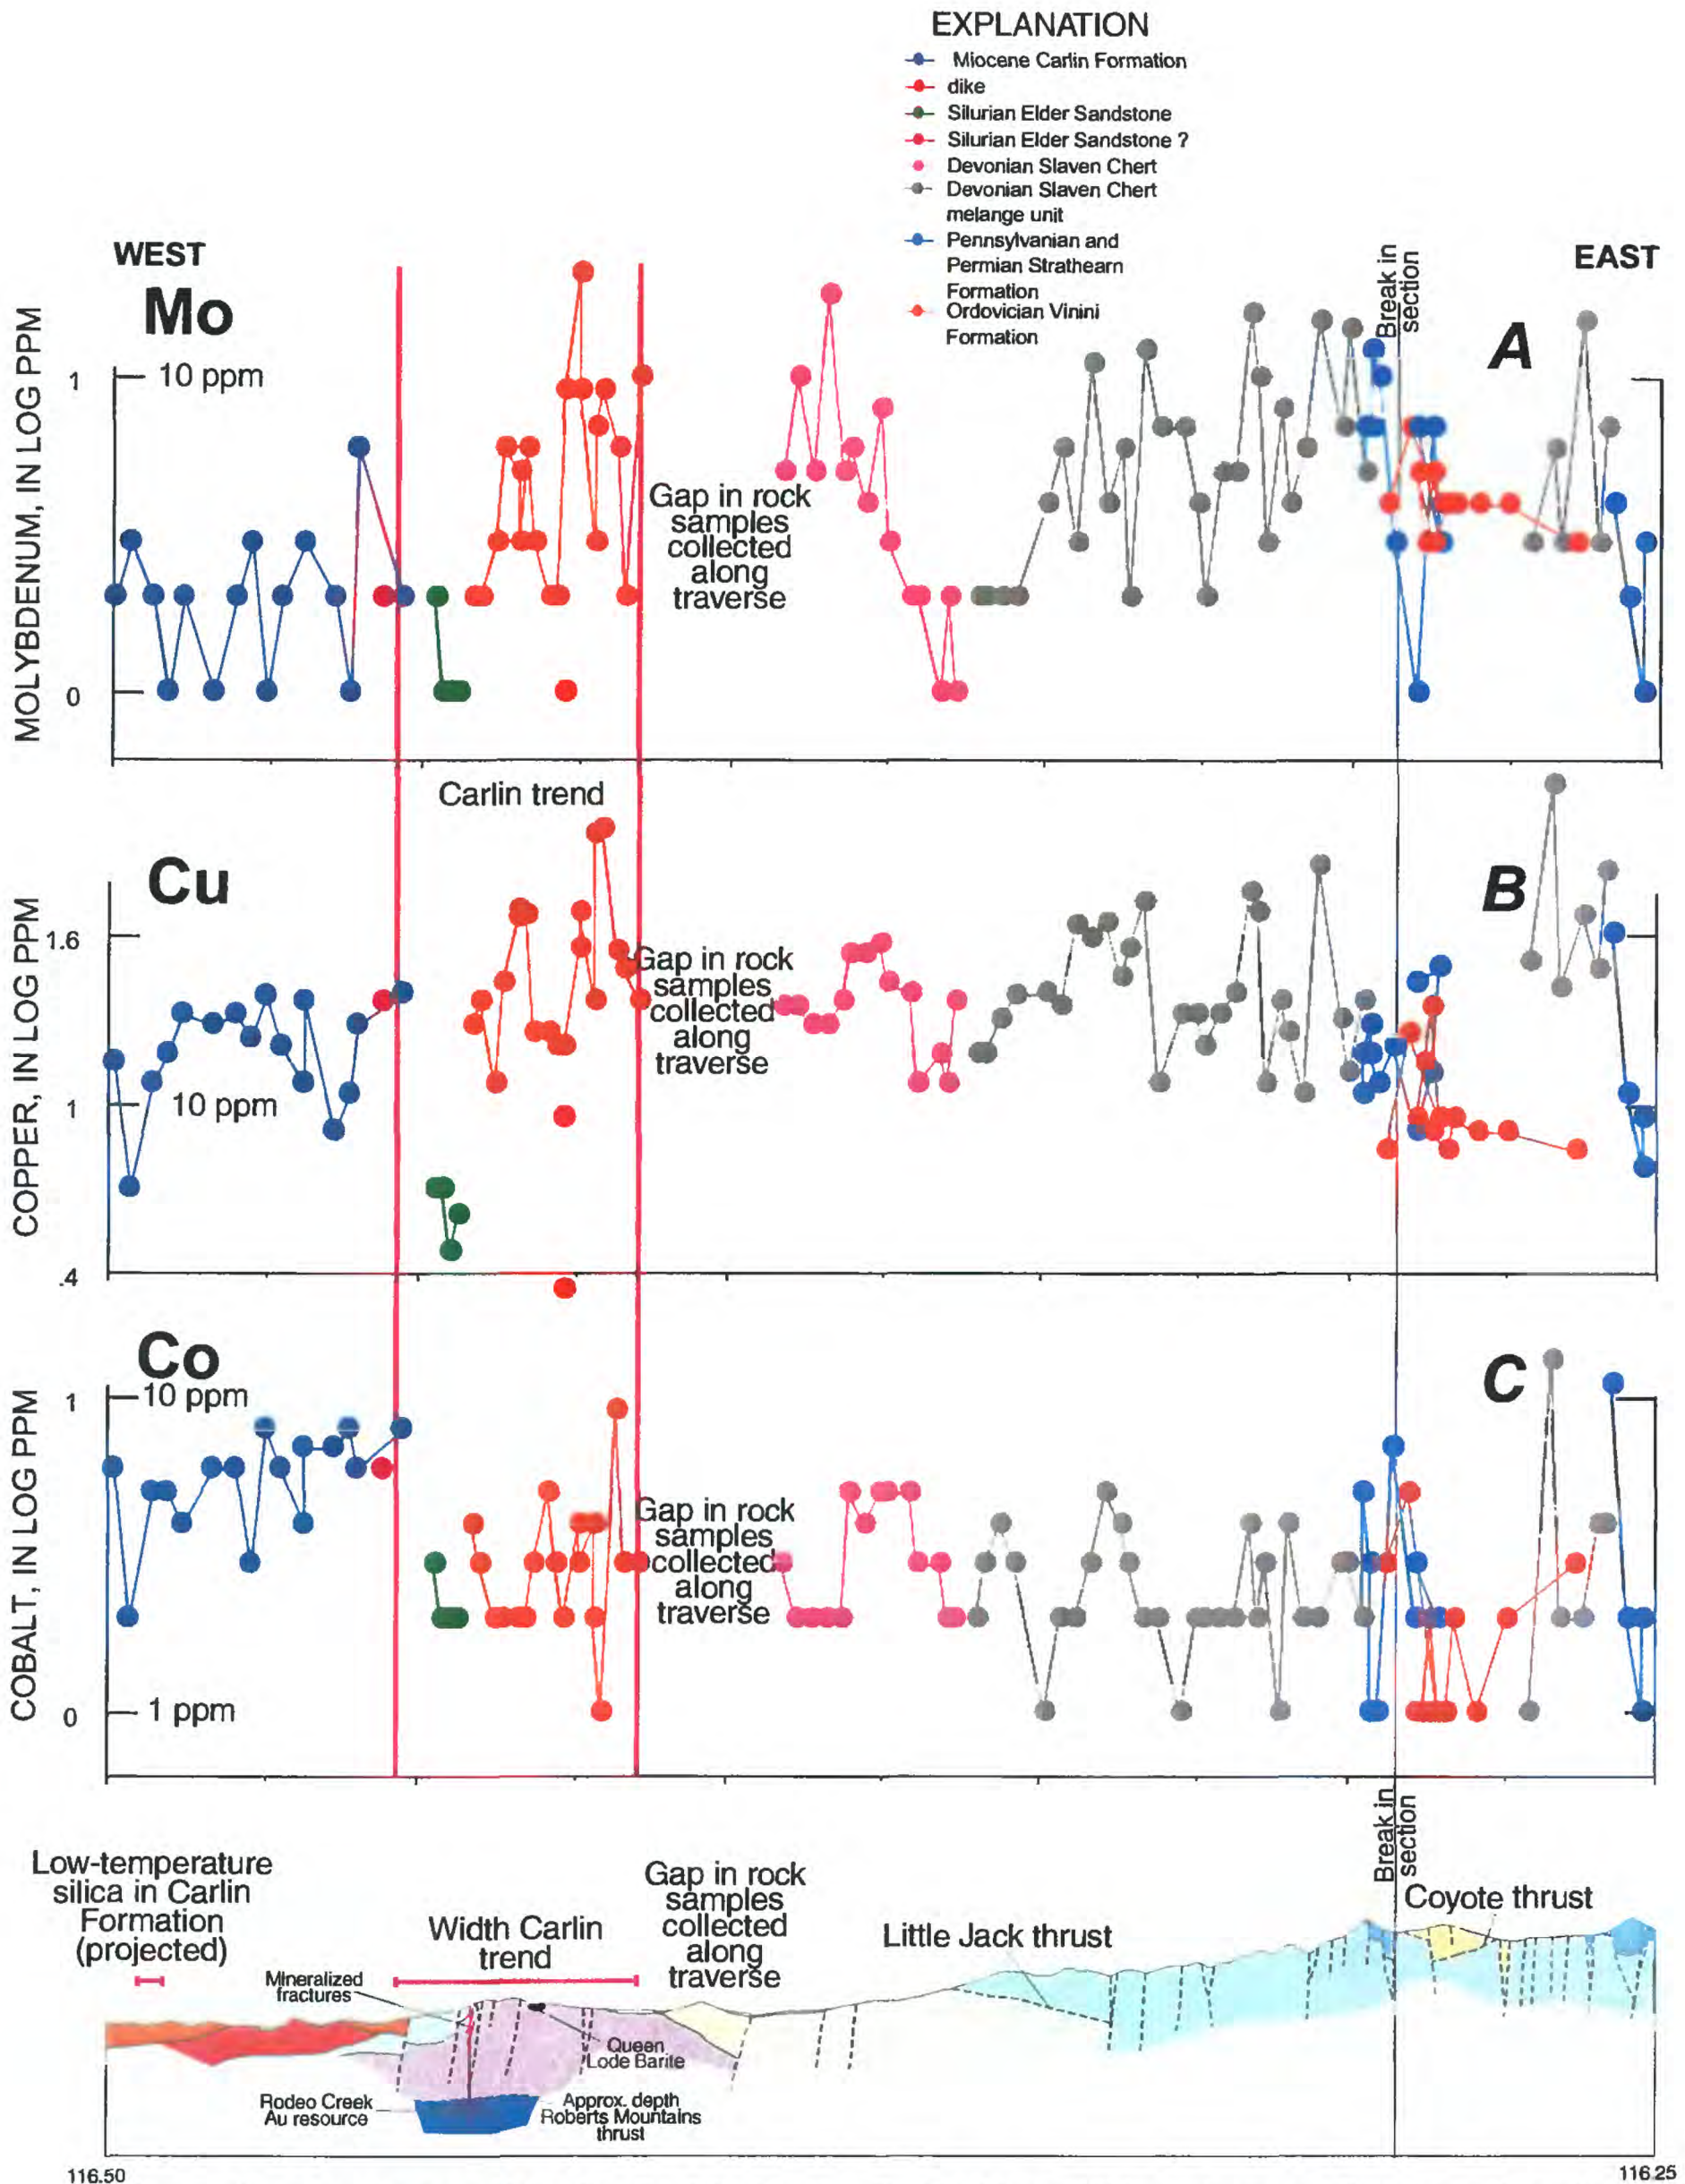 EXPLANATION
Miocene Carlin Formation
dike
Silurian Elder Sandstone
Silurian Elder Sandstone ?
Devonian Slaven Chert
Devonian Slaven Chert
melange unit
Pennsylvanian and
Permian Strathearn
Formation
Ordovician Vinini
Formation
WEST
EAST
Break in
section
Mo
A
MOLYBDENUM, IN LOG PPM
1
10 ppm
0
Gap in rock
samples
collected
along
traverse
Carlin trend
Cu
B
COPPER, IN LOG PPM
1.6
1
10 ppm
.4
Gap in rock
samples
collected
along
traverse
Co
C
COBALT, IN LOG PPM
1
10 ppm
0
1 ppm
Gap in rock
samples
collected
along
traverse
Break in
section
Low-temperature
silica in Carlin
Formation
(projected)
Width Carlin
trend
Gap in rock
samples
collected
along
traverse
Little Jack thrust
Coyote thrust
Mineralized
fractures
Queen
Lode Barite
Rodeo Creek
Au resource
Approx. depth
Roberts Mountains
thrust
116.50
116.25